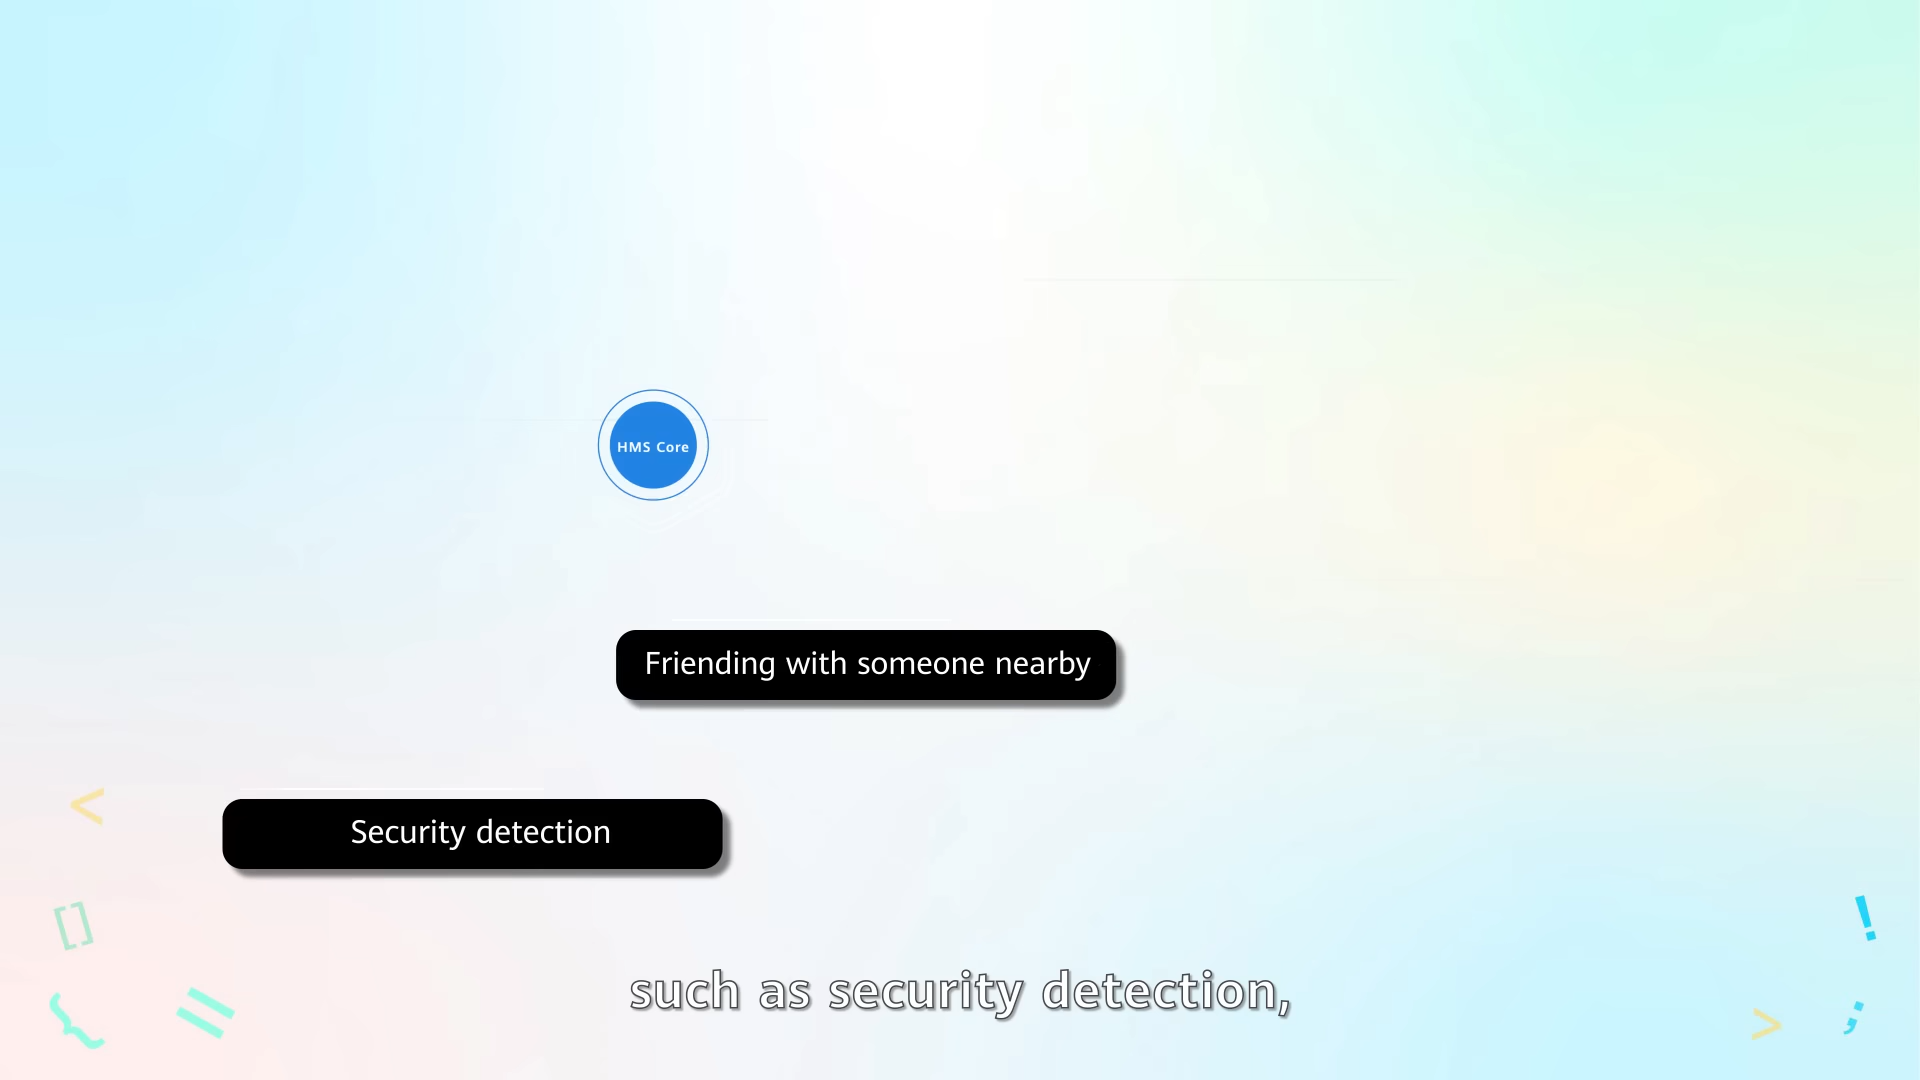 HMS Core
Friending with someone nearby
Security detection
<
[]
{
=
!
;
>
such as security detection,